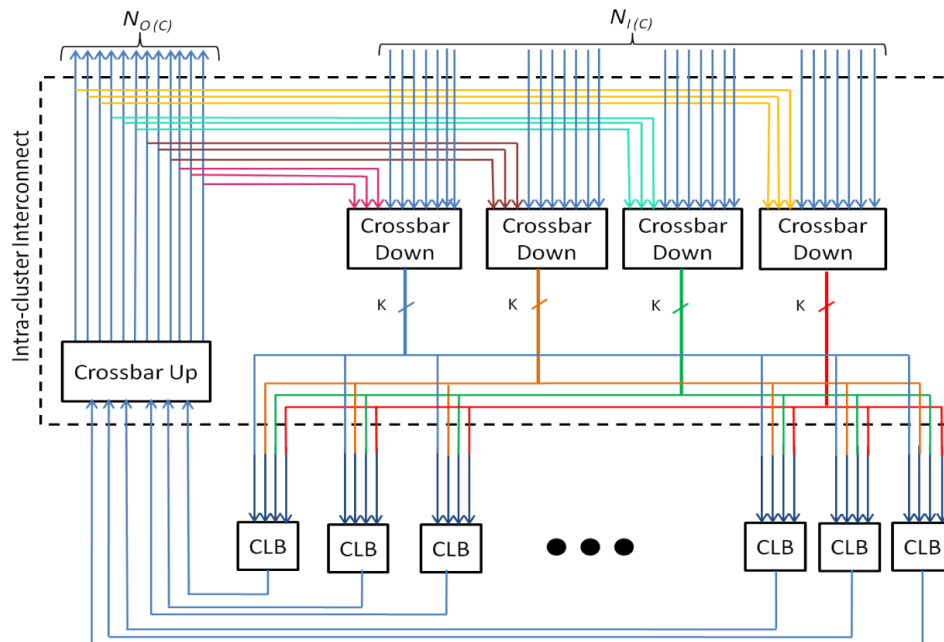 N_O (C)
N_I (C)
Intra-cluster Interconnect
Crossbar
Down
Crossbar
Down
Crossbar
Down
Crossbar
Down
K
K
K
K
Crossbar Up
CLB
CLB
CLB
CLB
CLB
CLB